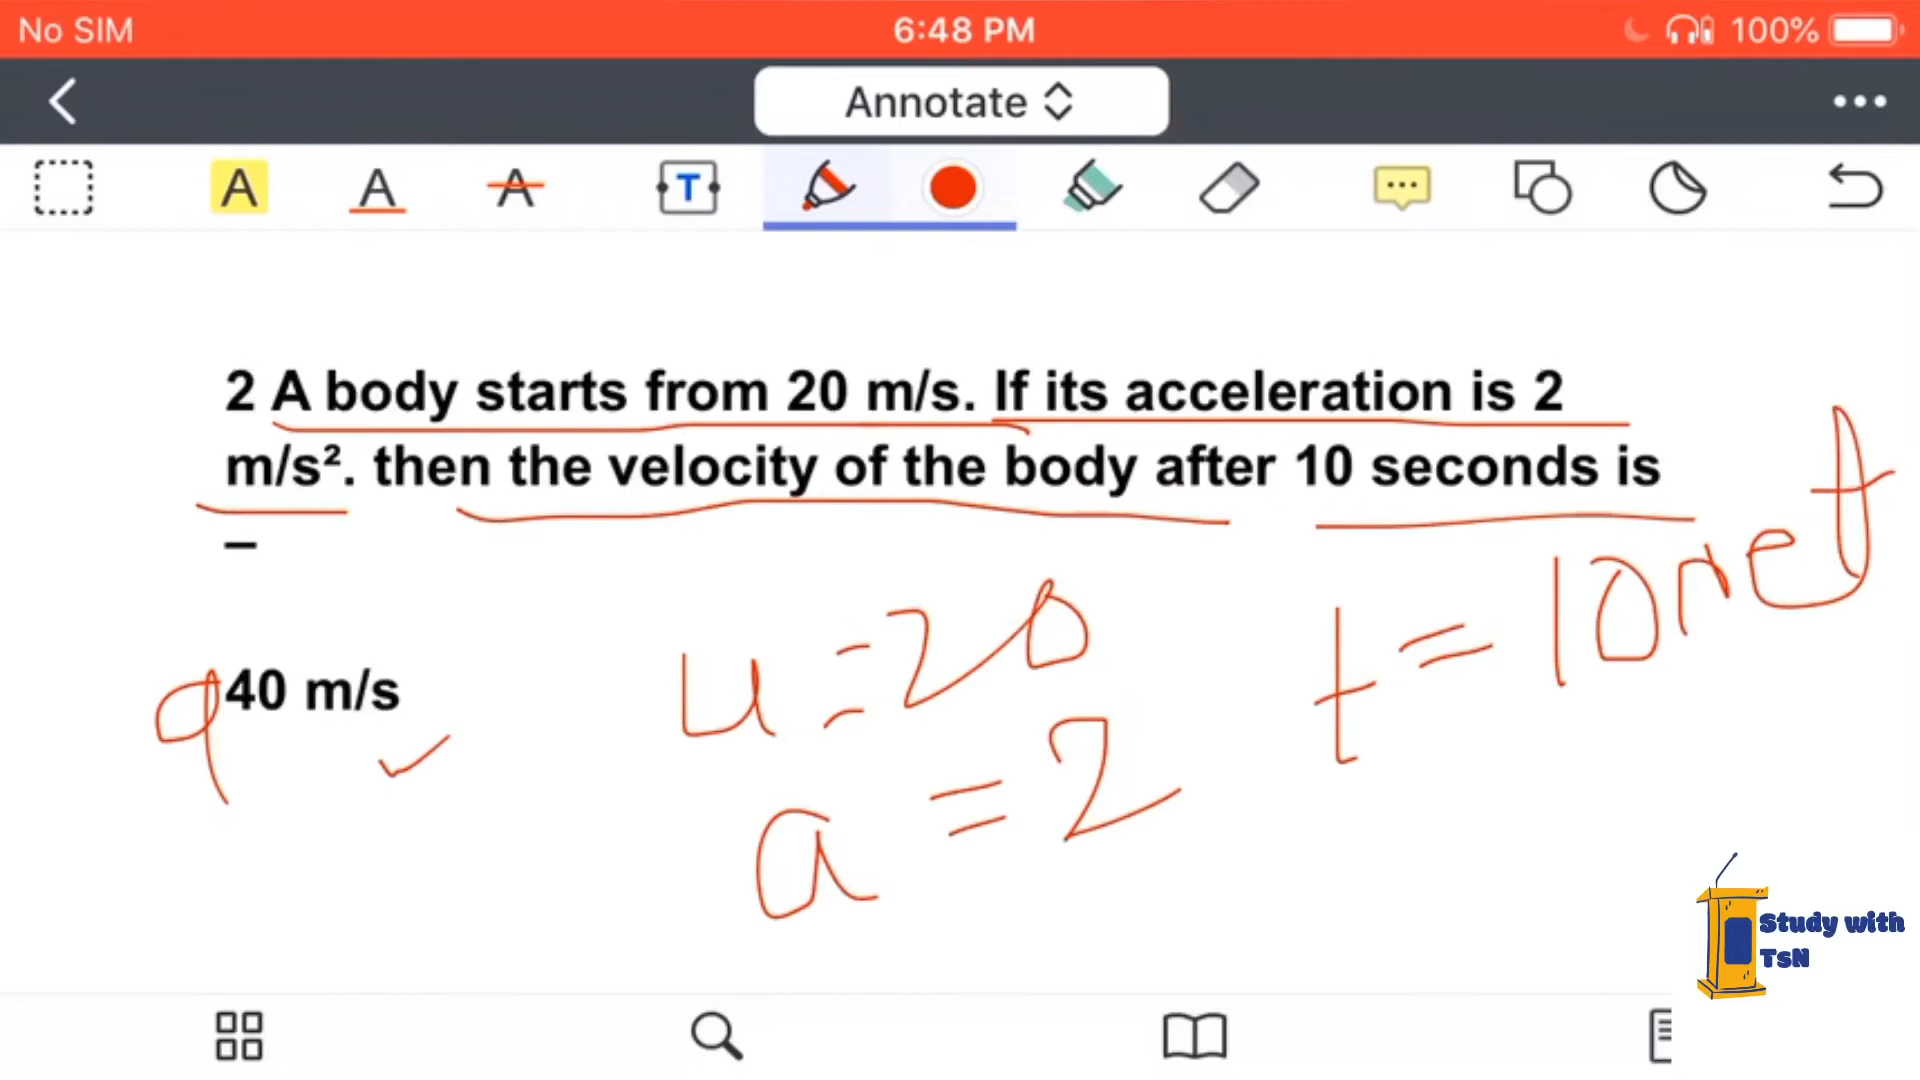 No SIM 6:48 PM 100%
Annotate
A A A T
2 A body starts from 20 m/s. If its acceleration is 2
m/s². then the velocity of the body after 10 seconds is
–
40 m/s
u = 20
t = 10
a = 2
Study with
TsN